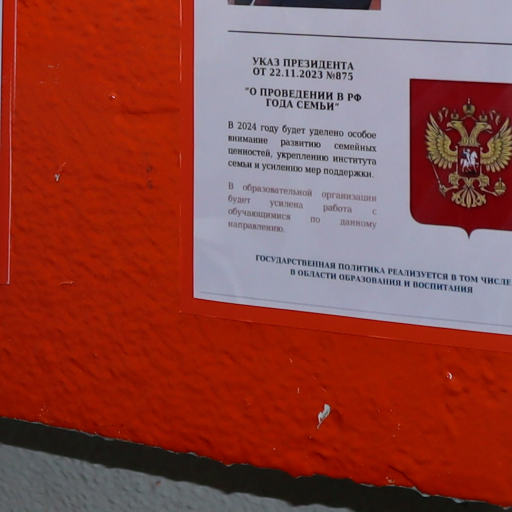 УКАЗ ПРЕЗИДЕНТА
ОТ 22.11.2023 №875
"О ПРОВЕДЕНИИ В РФ
ГОДА СЕМЬИ"
В 2024 году будет уделено особое
внимание развитию семейных
ценностей, укреплению института
семьи и усилению мер поддержки.
В образовательной организации
будет усилена работа с
обучающимися по данному
направлению.
ГОСУДАРСТВЕННАЯ ПОЛИТИКА РЕАЛИЗУЕТСЯ В ТОМ ЧИСЛЕ
В ОБЛАСТИ ОБРАЗОВАНИЯ И ВОСПИТАНИЯ